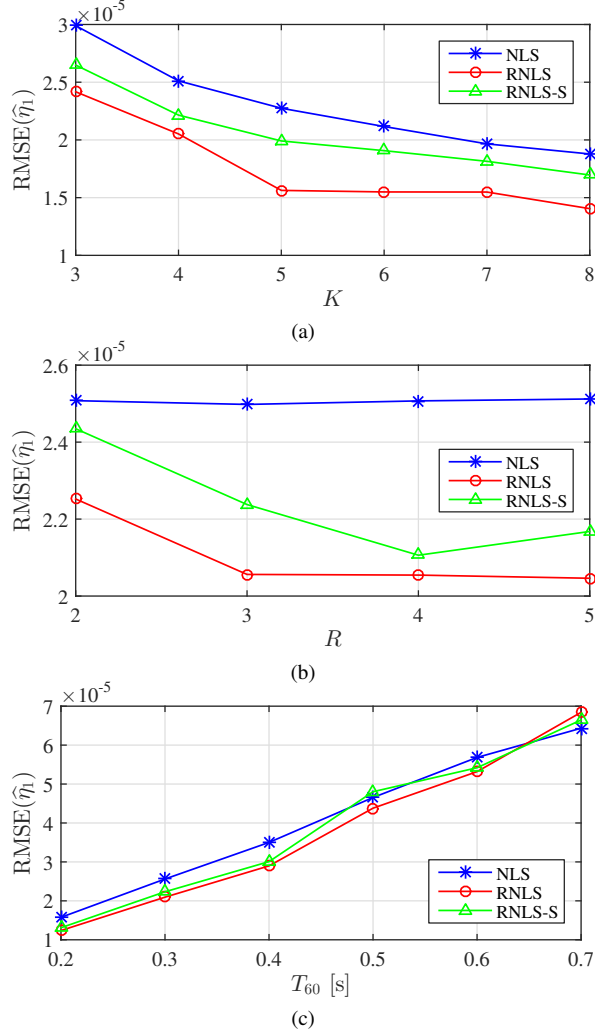 ×10⁻⁵
3
2.5
2
1.5
1
RMSE(η̂₁)
NLS
RNLS
RNLS-S
3 4 5 6 7 8
K
(a)
×10⁻⁵
2.6
2.4
2.2
2
RMSE(η̂₁)
NLS
RNLS
RNLS-S
2 3 4 5
R
(b)
×10⁻⁵
7
6
5
4
3
2
1
RMSE(η̂₁)
NLS
RNLS
RNLS-S
0.2 0.3 0.4 0.5 0.6 0.7
T₆₀ [s]
(c)